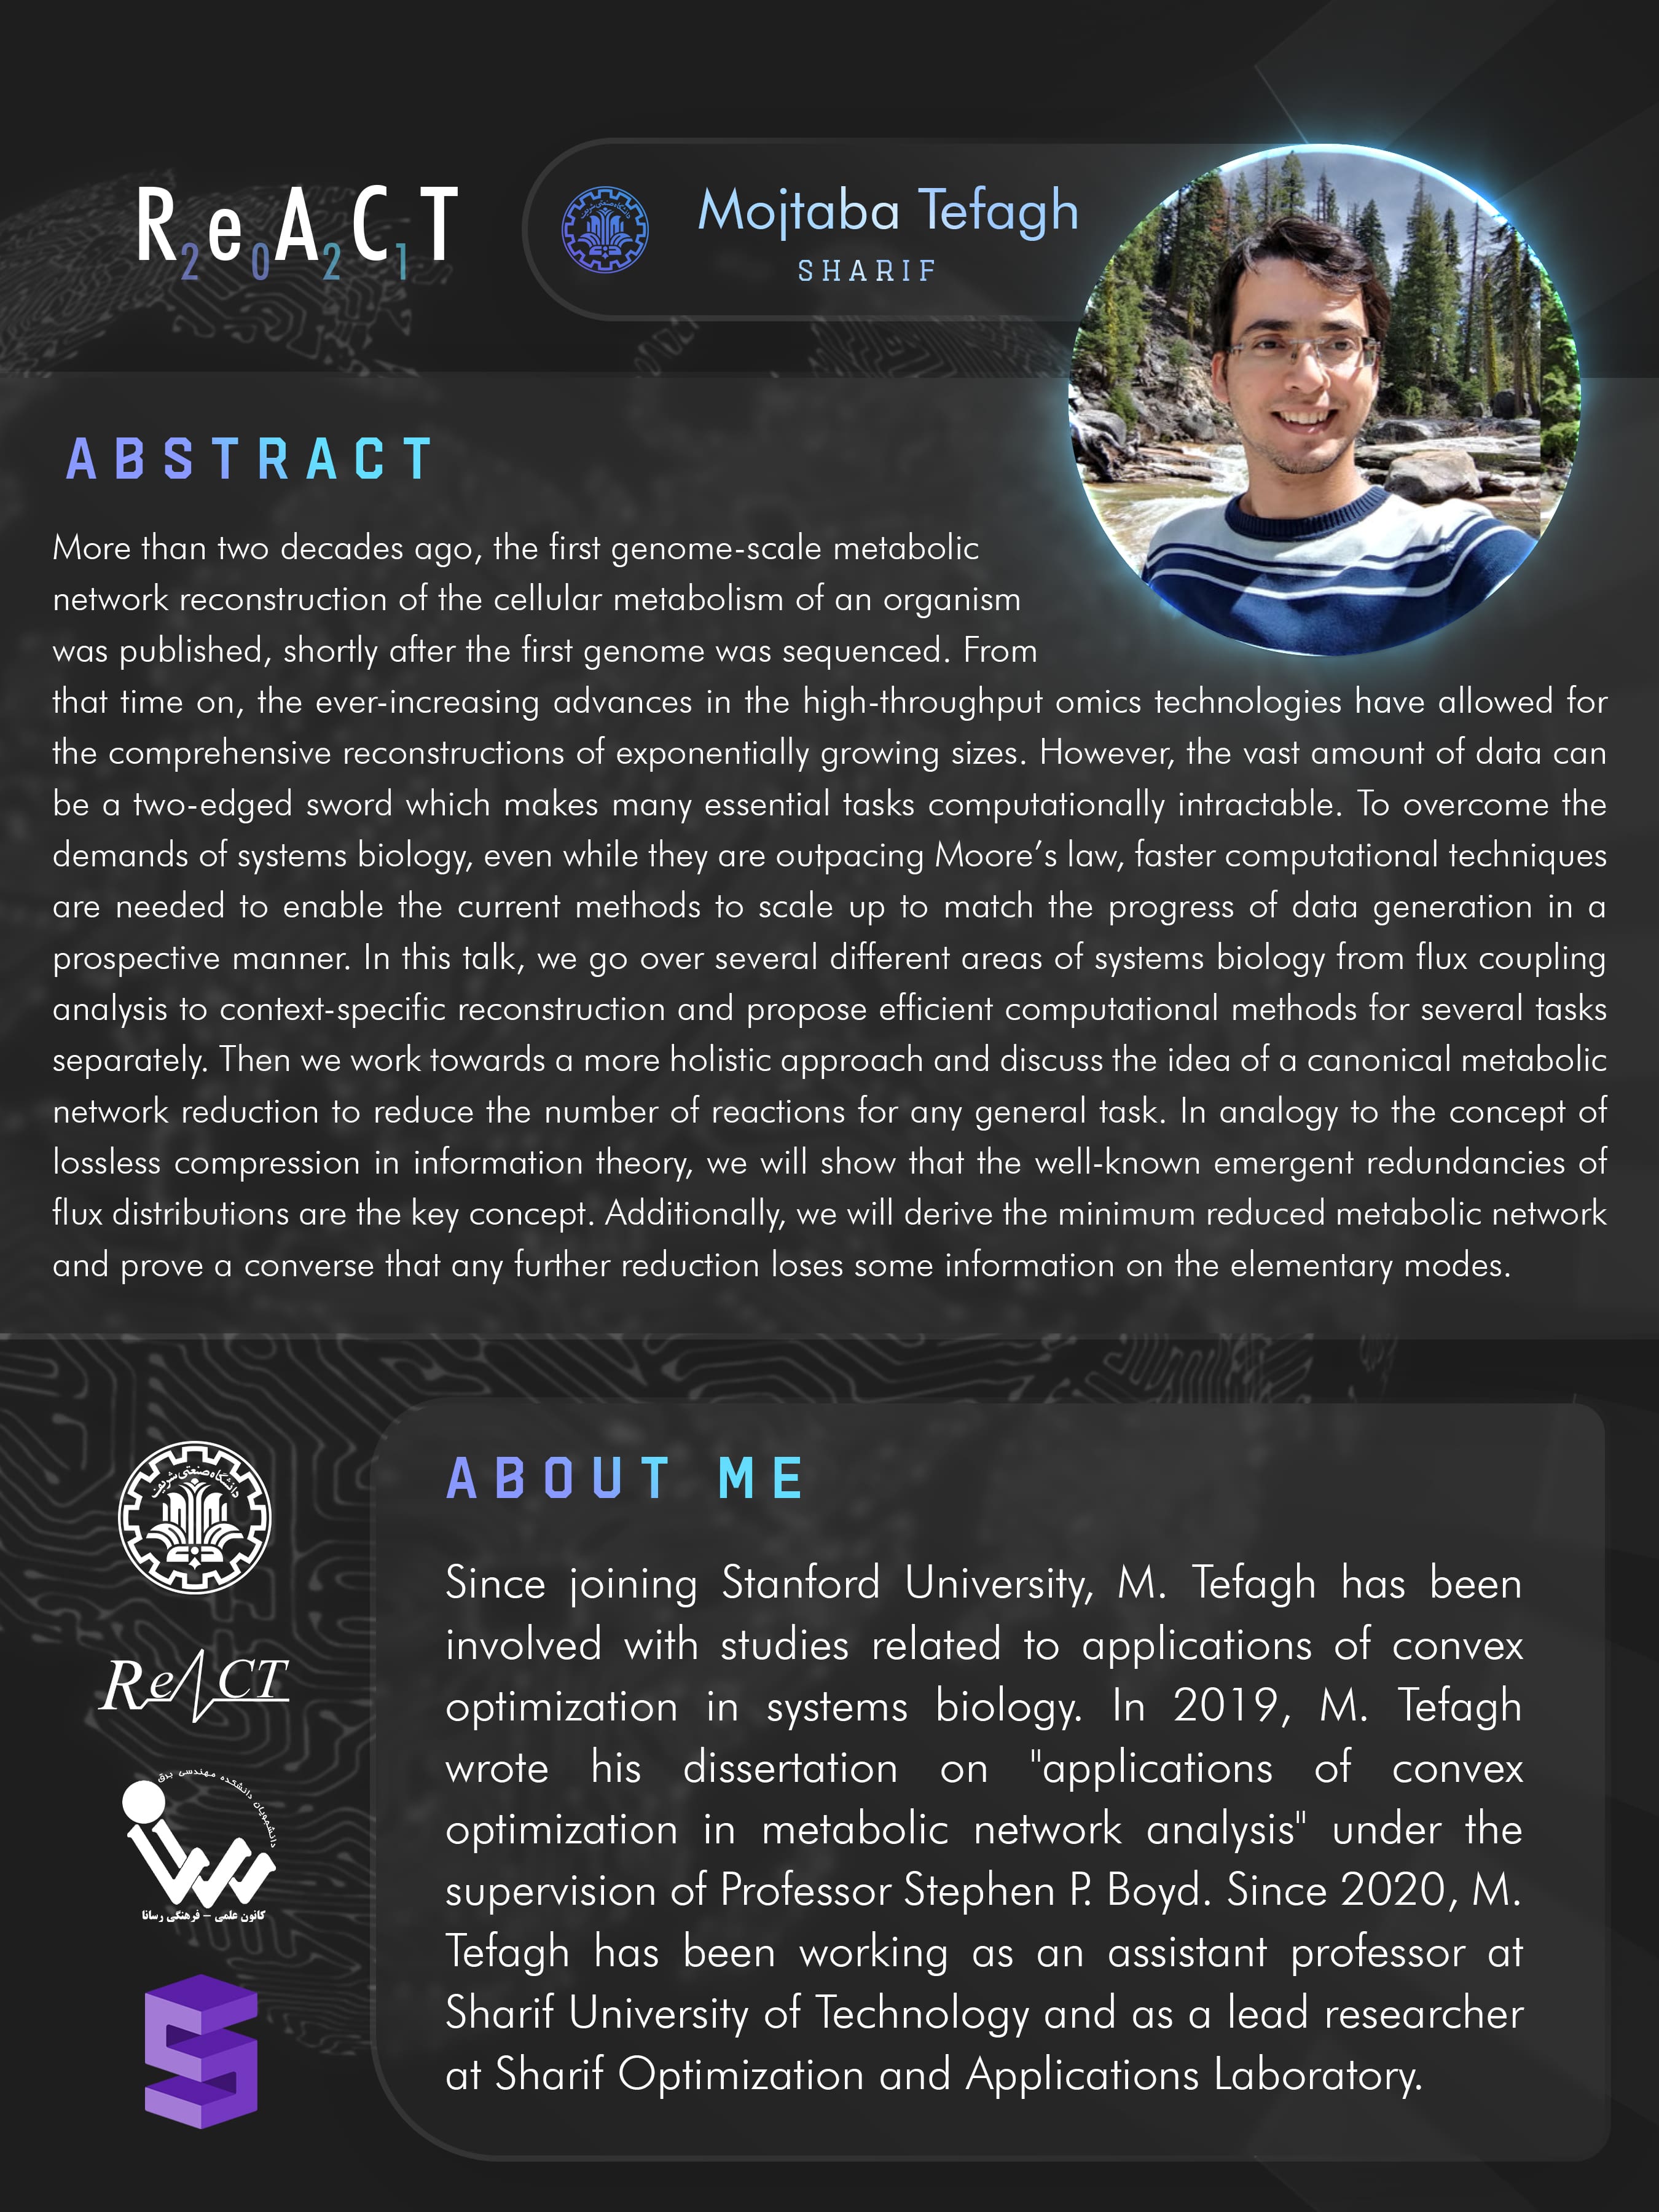 ReACT
2021
دانشگاه صنعتی شریف
Mojtaba Tefagh
SHARIF
ABSTRACT
More than two decades ago, the first genome-scale metabolic
network reconstruction of the cellular metabolism of an organism
was published, shortly after the first genome was sequenced. From
that time on, the ever-increasing advances in the high-throughput omics technologies have allowed for
the comprehensive reconstructions of exponentially growing sizes. However, the vast amount of data can
be a two-edged sword which makes many essential tasks computationally intractable. To overcome the
demands of systems biology, even while they are outpacing Moore's law, faster computational techniques
are needed to enable the current methods to scale up to match the progress of data generation in a
prospective manner. In this talk, we go over several different areas of systems biology from flux coupling
analysis to context-specific reconstruction and propose efficient computational methods for several tasks
separately. Then we work towards a more holistic approach and discuss the idea of a canonical metabolic
network reduction to reduce the number of reactions for any general task. In analogy to the concept of
lossless compression in information theory, we will show that the well-known emergent redundancies of
flux distributions are the key concept. Additionally, we will derive the minimum reduced metabolic network
and prove a converse that any further reduction loses some information on the elementary modes.
دانشگاه صنعتی شریف
ReACT
دانشجویان دانشکده مهندسی برق
رسانا
کانون علمی - فرهنگی رسانا
ABOUT ME
Since joining Stanford University, M. Tefagh has been
involved with studies related to applications of convex
optimization in systems biology. In 2019, M. Tefagh
wrote his dissertation on "applications of convex
optimization in metabolic network analysis" under the
supervision of Professor Stephen P. Boyd. Since 2020, M.
Tefagh has been working as an assistant professor at
Sharif University of Technology and as a lead researcher
at Sharif Optimization and Applications Laboratory.